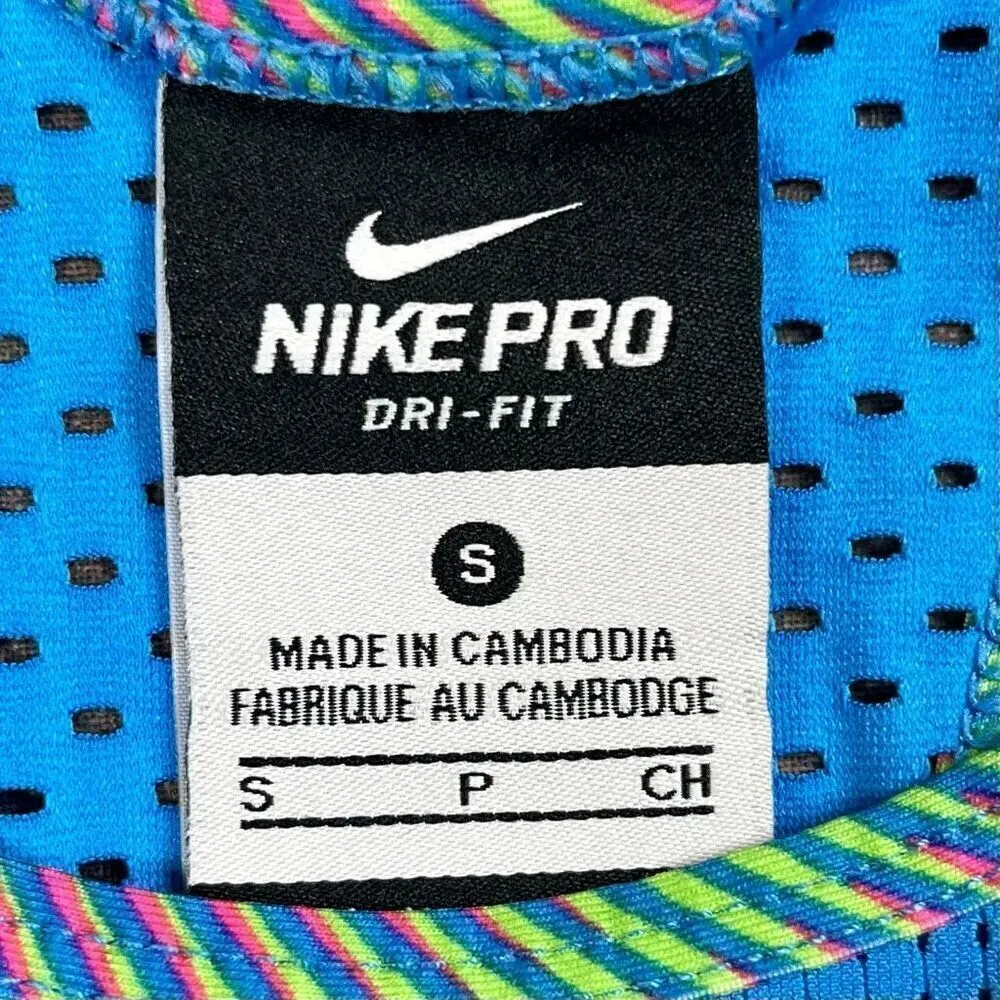 NIKE PRO
DRI-FIT
S
MADE IN CAMBODIA
FABRIQUE AU CAMBODGE
S P CH